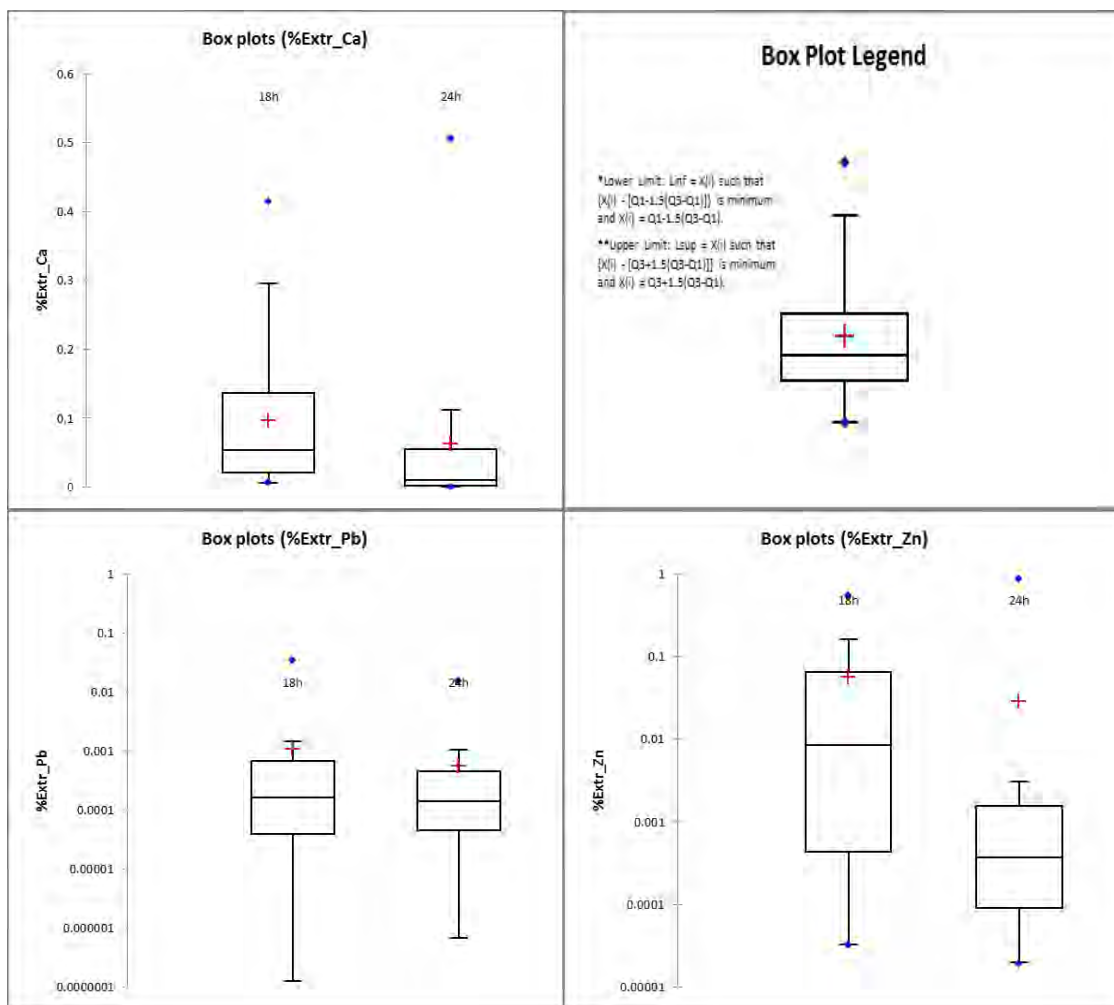 Box plots (%Extr_Ca)
0.6
18h
24h
0.5
0.4
0.3
0.2
0.1
0
%Extr_Ca
Box Plot Legend
*Lower Limit: Linf = X(i) such that
{X(i) - [Q1-1.5(Q3-Q1)]} is minimum
and X(i) ≥ Q1-1.5(Q3-Q1).
**Upper Limit: Lsup = X(i) such that
{X(i) - [Q3+1.5(Q3-Q1)]} is minimum
and X(i) ≤ Q3+1.5(Q3-Q1).
Box plots (%Extr_Pb)
1
0.1
0.01
18h
24h
0.001
0.0001
0.00001
0.000001
0.0000001
%Extr_Pb
Box plots (%Extr_Zn)
1
18h
24h
0.1
0.01
0.001
0.0001
0.00001
%Extr_Zn